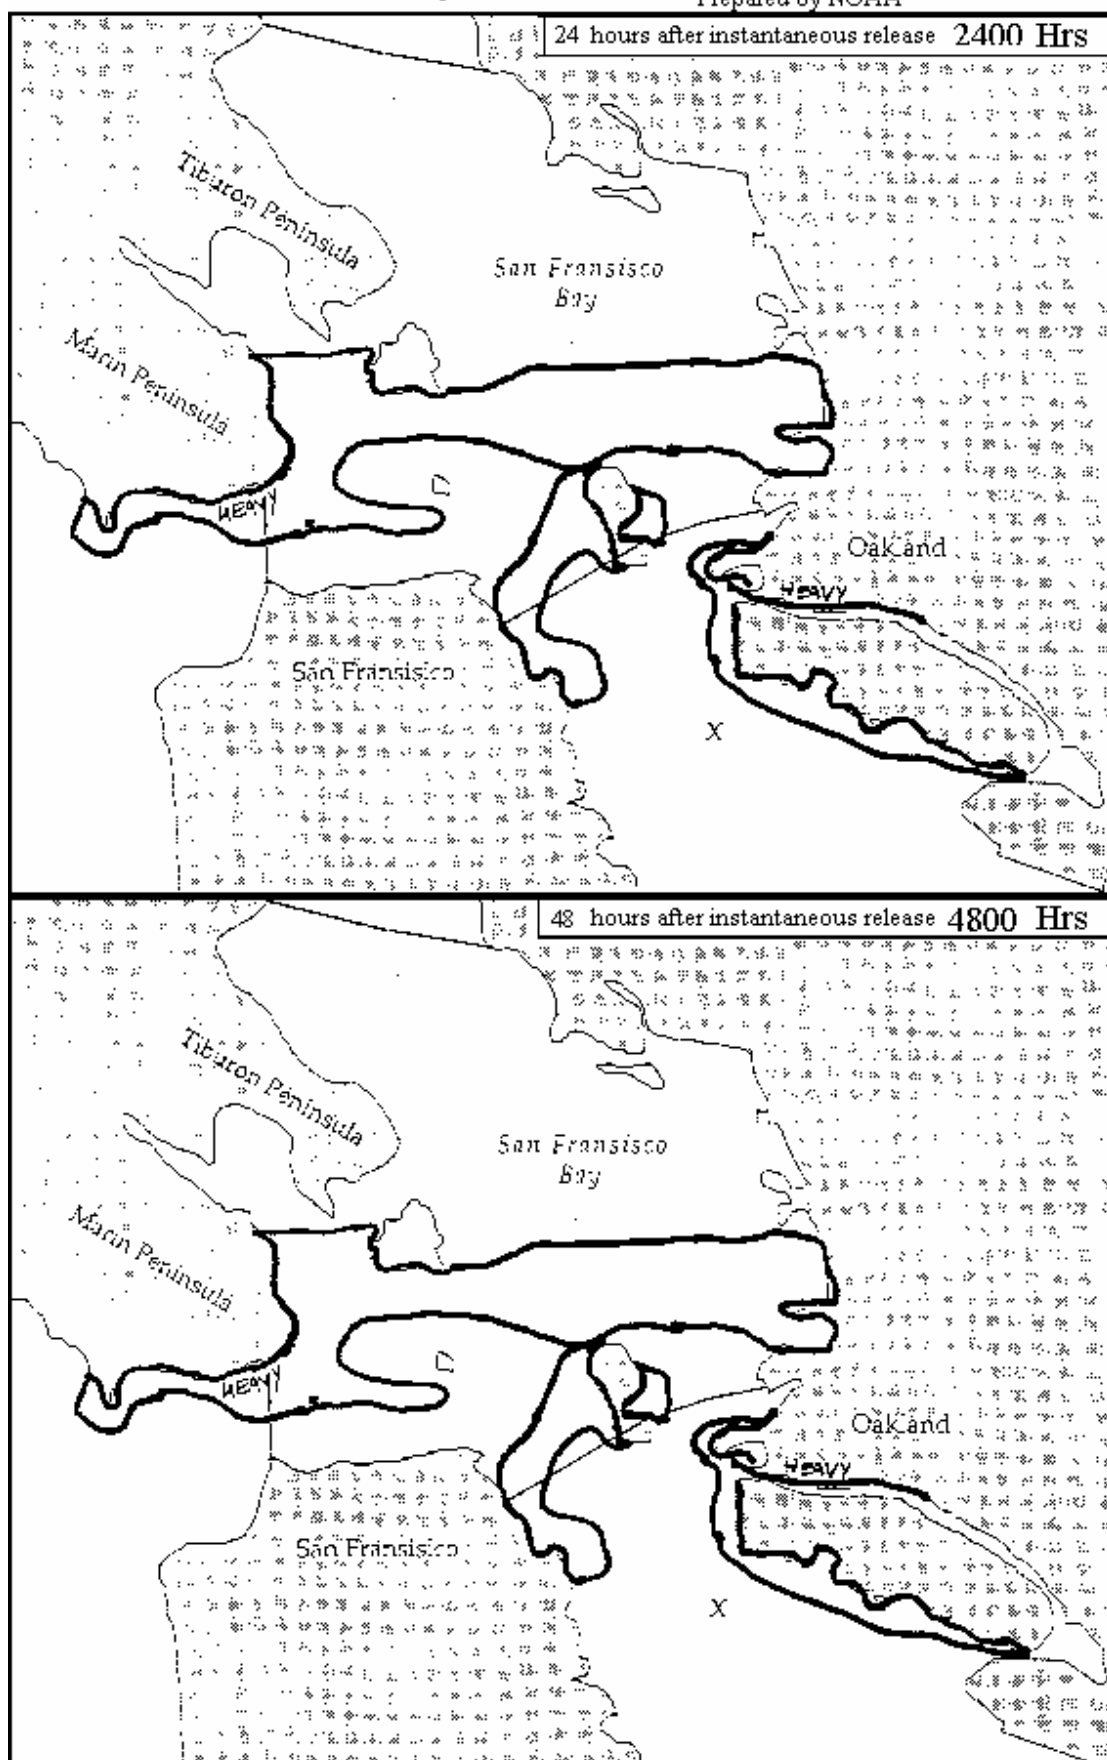 Prepared by NOAA
24 hours after instantaneous release 2400 Hrs
Tiburon Peninsula
San Fransisco
Bay
Marin Peninsula
HEAVY
Oakland
HEAVY
San Fransisico
X
48 hours after instantaneous release 4800 Hrs
Tiburon Peninsula
San Fransisco
Bay
Marin Peninsula
HEAVY
Oakland
HEAVY
San Fransisico
X